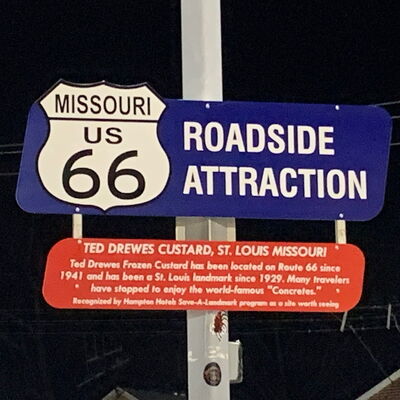 MISSOURI
US
66
ROADSIDE
ATTRACTION
TED DREWES CUSTARD, ST. LOUIS MISSOURI
Ted Drewes Frozen Custard has been located on Route 66 since
1941 and has been a St. Louis landmark since 1929. Many travelers
have stopped to enjoy the world-famous "Concretes."
Recognized by Hampton Hotels Save-A-Landmark program as a site worth seeing